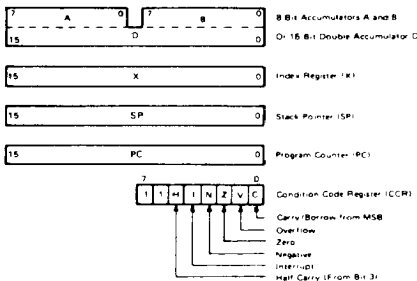 7 A 0 7 B 0 8 Bit Accumulators A and B
15 D 0 Or 16 Bit Double Accumulator D
15 X 0 Index Register (X)
15 SP 0 Stack Pointer (SP)
15 PC 0 Program Counter (PC)
7 0
1 1 H I N Z V C Condition Code Register (CCR)
Carry/Borrow from MSB
Overflow
Zero
Negative
Interrupt
Half Carry (From Bit 3)